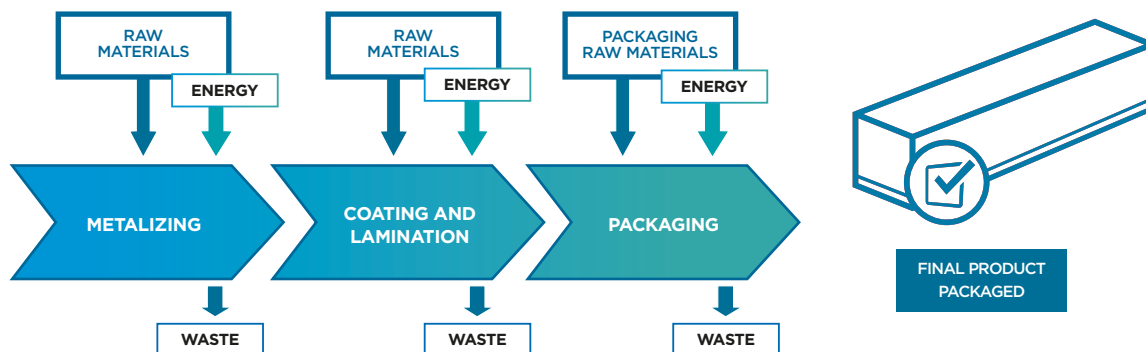 RAW
MATERIALS
ENERGY
RAW
MATERIALS
ENERGY
PACKAGING
RAW MATERIALS
ENERGY
METALIZING
COATING AND
LAMINATION
PACKAGING
WASTE
WASTE
WASTE
FINAL PRODUCT
PACKAGED